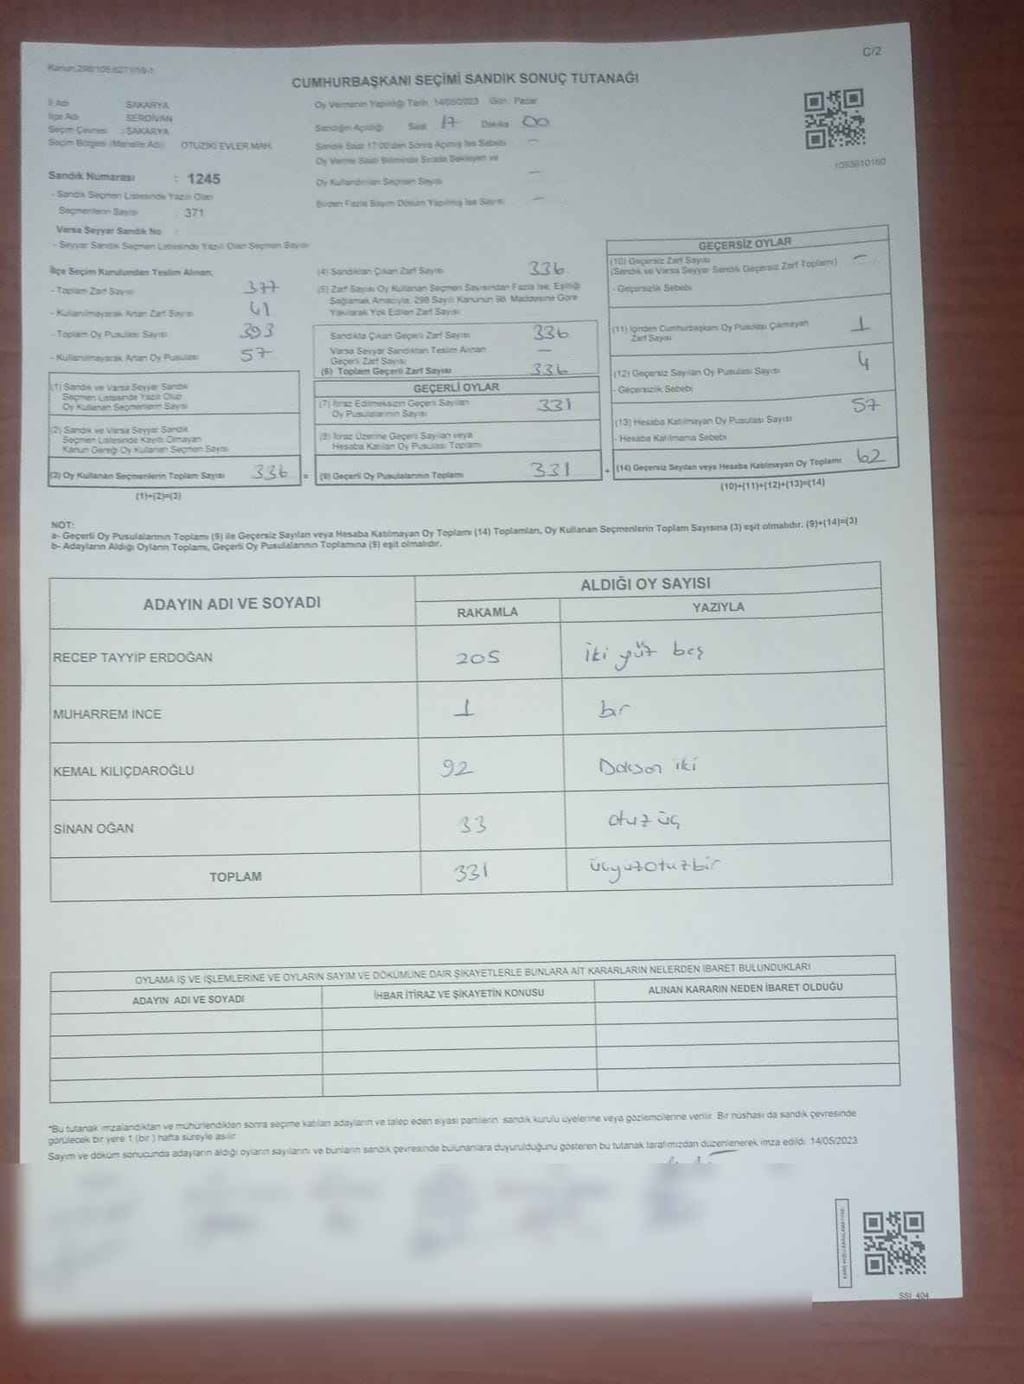 Kanun:298/105,6271/19-1
C/2
CUMHURBAŞKANI SEÇİMİ SANDIK SONUÇ TUTANAĞI
İl Adı SAKARYA
İlçe Adı SERDİVAN
Seçim Çevresi : SAKARYA
Seçim Bölgesi (Mahalle Adı) OTUZİKİ EVLER MAH.
Oy Vermenin Yapıldığı Tarih 14/05/2023 Gün: Pazar
Sandığın Açıldığı Saat 17 Dakika 00
Sandık Saat 17:00'den Sonra Açılmış İse Sebebi —
Oy Verme Saati Bitiminde Sırada Bekleyen ve
Oy Kullandırılan Seçmen Sayısı —
Birden Fazla Sayım Döküm Yapılmış İse Sayısı —
Sandık Numarası : 1245
- Sandık Seçmen Listesinde Yazılı Olan
Seçmenlerin Sayısı 371
Varsa Seyyar Sandık No :
- Seyyar Sandık Seçmen Listesinde Yazılı Olan Seçmen Sayısı
İlçe Seçim Kurulundan Teslim Alınan;
- Toplam Zarf Sayısı 377
- Kullanılmayarak Artan Zarf Sayısı 41
- Toplam Oy Pusulası Sayısı 393
- Kullanılmayarak Artan Oy Pusulası 57
(1) Sandık ve Varsa Seyyar Sandık
Seçmen Listesinde Yazılı Olup
Oy Kullanan Seçmenlerin Sayısı
(2) Sandık ve Varsa Seyyar Sandık
Seçmen Listesinde Kayıtlı Olmayan
Kanun Gereği Oy Kullanan Seçmen Sayısı
(3) Oy Kullanan Seçmenlerin Toplam Sayısı 336
(1)+(2)=(3)
(4) Sandıktan Çıkan Zarf Sayısı 336
(5) Zarf Sayısı Oy Kullanan Seçmen Sayısından Fazla İse, Eşitliği
Sağlamak Amacıyla, 298 Sayılı Kanunun 98. Maddesine Göre
Yakılarak Yok Edilen Zarf Sayısı
Sandıkta Çıkan Geçerli Zarf Sayısı 336
Varsa Seyyar Sandıktan Teslim Alınan
Geçerli Zarf Sayısı —
(6) Toplam Geçerli Zarf Sayısı 336
GEÇERLİ OYLAR
(7) İtiraz Edilmeksizin Geçerli Sayılan
Oy Pusulalarının Sayısı 331
(8) İtiraz Üzerine Geçerli Sayılan veya
Hesaba Katılan Oy Pusulası Toplamı
= (9) Geçerli Oy Pusulalarının Toplamı 331
GEÇERSİZ OYLAR
(10) Geçersiz Zarf Sayısı
(Sandık ve Varsa Seyyar Sandık Geçersiz Zarf Toplamı) —
- Geçersizlik Sebebi
(11) İçinden Cumhurbaşkanı Oy Pusulası Çıkmayan
Zarf Sayısı 1
(12) Geçersiz Sayılan Oy Pusulası Sayısı 4
- Geçersizlik Sebebi
(13) Hesaba Katılmayan Oy Pusulası Sayısı 57
- Hesaba Katılmama Sebebi
+ (14) Geçersiz Sayılan veya Hesaba Katılmayan Oy Toplamı 62
(10)+(11)+(12)+(13)=(14)
NOT:
a- Geçerli Oy Pusulalarının Toplamı (9) ile Geçersiz Sayılan veya Hesaba Katılmayan Oy Toplamı (14) Toplamları, Oy Kullanan Seçmenlerin Toplam Sayısına (3) eşit olmalıdır. (9)+(14)=(3)
b- Adayların Aldığı Oyların Toplamı, Geçerli Oy Pusulalarının Toplamına (9) eşit olmalıdır.
ADAYIN ADI VE SOYADI
ALDIĞI OY SAYISI
RAKAMLA YAZIYLA
RECEP TAYYİP ERDOĞAN 205 iki yüz beş
MUHARREM İNCE 1 bir
KEMAL KILIÇDAROĞLU 92 Doksan iki
SİNAN OĞAN 33 otuz üç
TOPLAM 331 üçyuzotuzbir
OYLAMA İŞ VE İŞLEMLERİNE VE OYLARIN SAYIM VE DÖKÜMÜNE DAİR ŞİKAYETLERLE BUNLARA AİT KARARLARIN NELERDEN İBARET BULUNDUKLARI
ADAYIN ADI VE SOYADI İHBAR İTİRAZ VE ŞİKAYETİN KONUSU ALINAN KARARIN NEDEN İBARET OLDUĞU
*Bu tutanak imzalandıktan ve mühürlendikten sonra seçime katılan adayların ve talep eden siyasi partilerin sandık kurulu üyelerine veya gözlemcilerine verilir. Bir nüshası da sandık çevresinde
görülecek bir yere 1 (bir ) hafta süreyle asılır
Sayım ve döküm sonucunda adayların aldığı oyların sayılarını ve bunların sandık çevresinde bulunanlara duyurulduğunu gösteren bu tutanak tarafımızdan düzenlenerek imza edildi. 14/05/2023
SSI_404